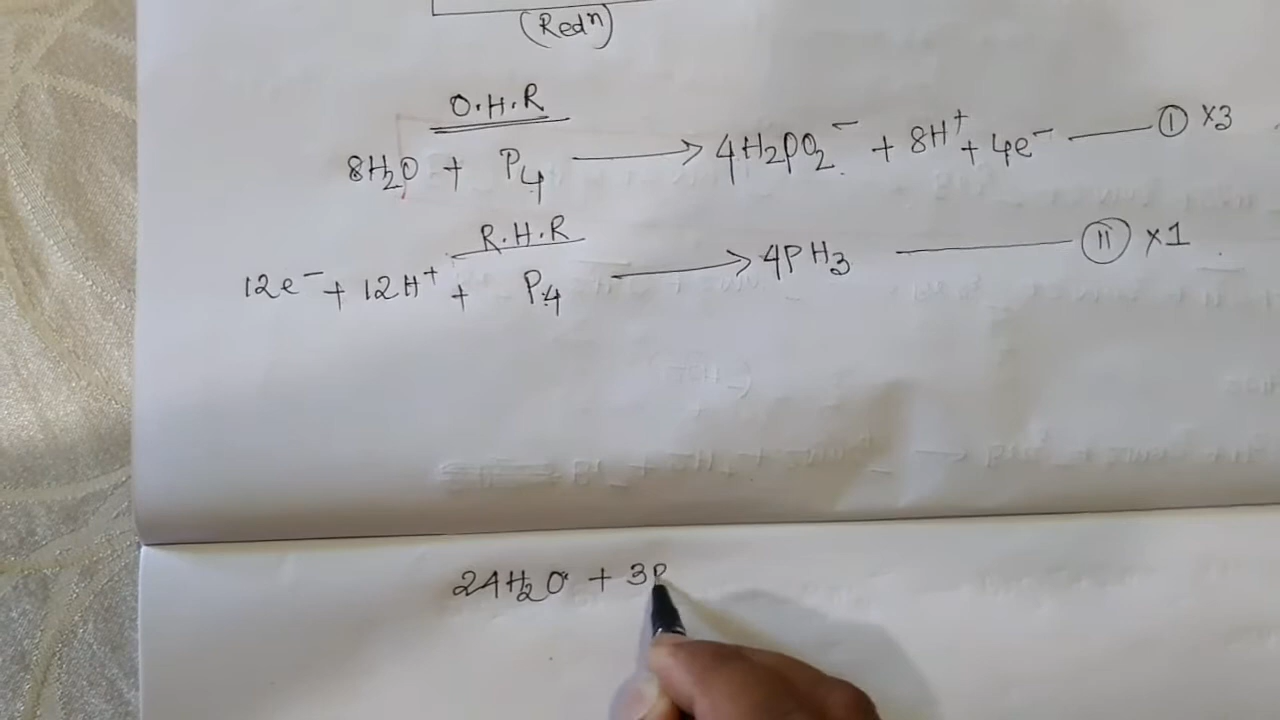 (Redⁿ)
O.H.R
8H₂O + P₄ ⟶ 4H₂PO₂⁻ + 8H⁺ + 4e⁻ — Ⓘ ×3
R.H.R
12e⁻ + 12H⁺ + P₄ ⟶ 4PH₃ — Ⅱ ×1
24H₂O + 3P